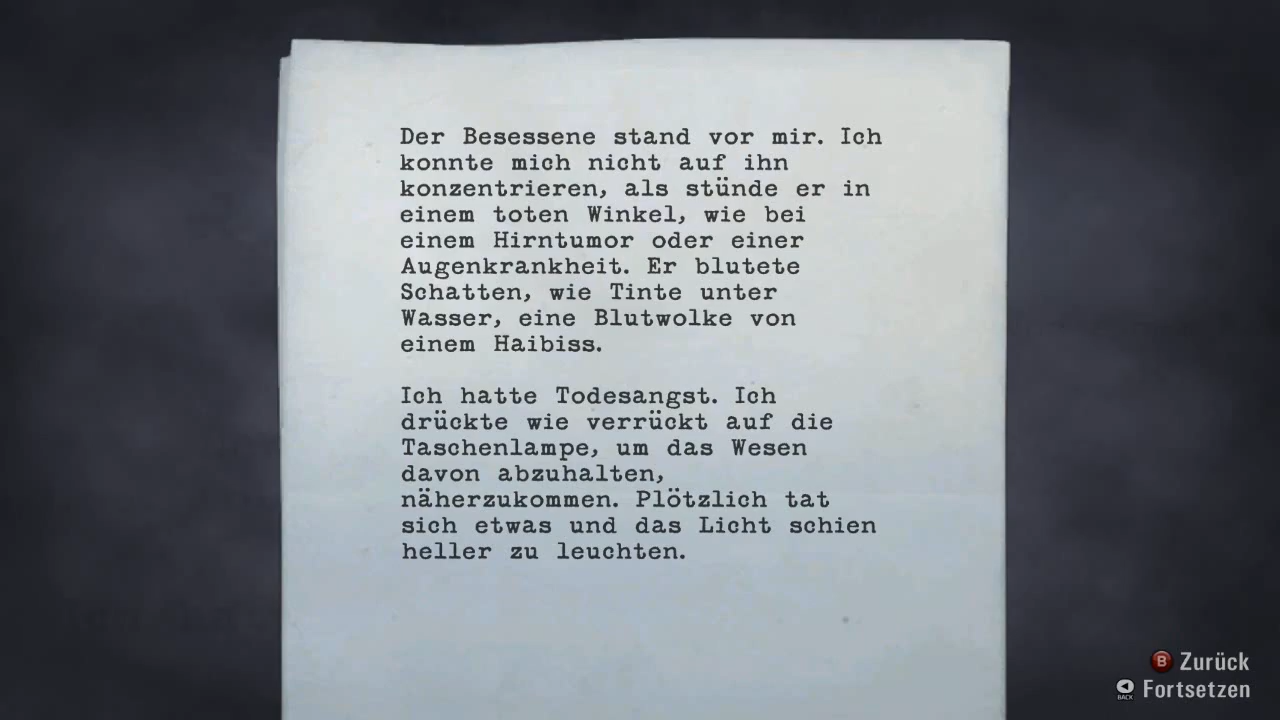 Der Besessene stand vor mir. Ich
konnte mich nicht auf ihn
konzentrieren, als stünde er in
einem toten Winkel, wie bei
einem Hirntumor oder einer
Augenkrankheit. Er blutete
Schatten, wie Tinte unter
Wasser, eine Blutwolke von
einem Haibiss.
Ich hatte Todesangst. Ich
drückte wie verrückt auf die
Taschenlampe, um das Wesen
davon abzuhalten,
näherzukommen. Plötzlich tat
sich etwas und das Licht schien
heller zu leuchten.
B Zurück
BACK Fortsetzen